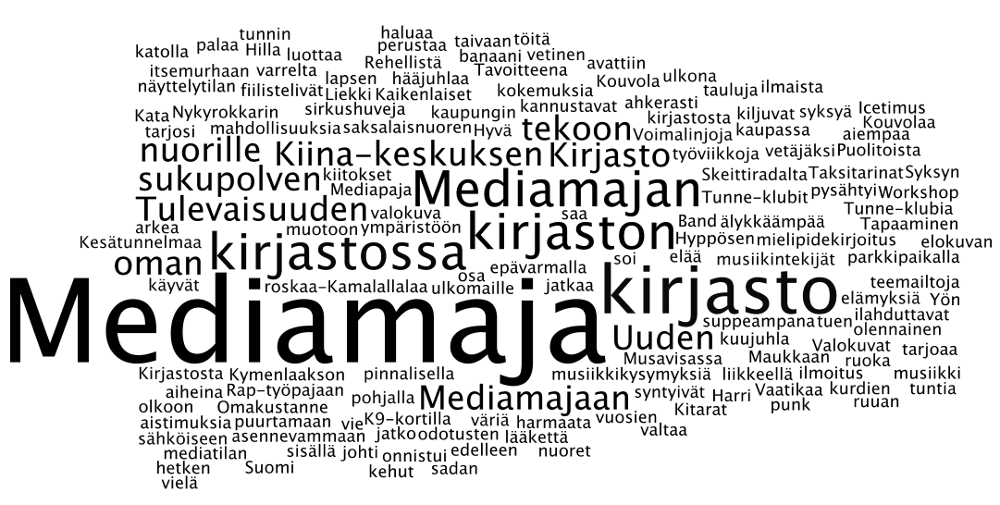 tunnin haluaa
katolla palaa Hilla luottaa perustaa taivaan töitä
itsemurhaan varrelta Rehellistä banaani vetinen avattiin
näyttelytilan fiilistelivät lapsen hääjuhlaa Tavoitteena Kouvola ulkona
Liekki Kaikenlaiset kokemuksia tauluja ilmaista
Kata Nykyrokkarin sirkushuveja kaupungin kannustavat ahkerasti kiljuvat syksyä Icetimus
tarjosi mahdollisuuksia saksalaisnuoren Hyvä tekoon Voimalinjoja kirjastosta kaupassa aiempaa Kouvolaa
nuorille Kiina-keskuksen Kirjasto työviikkoja vetäjäksi Puolitoista
sukupolven kiitokset Mediapaja Mediamajan Skeittiradalta Taksitarinat Syksyn
Tulevaisuuden valokuva saa Tunne-klubit pysähtyi Workshop
arkea muotoon ympäristöön kirjaston Band älykkäämpää Tunne-klubia Tapaaminen
Kesätunnelmaa kirjastossa Hyppösen mielipidekirjoitus elokuvan
oman osa epävarmalla soi elää musiikintekijät parkkipaikalla
käyvät roskaa-Kamalallalaa ulkomaille jatkaa kirjasto teemailtoja
Mediamaja elämyksiä Yön
Uuden suppeampana tuen ilahduttavat
kuujuhla Valokuvat olennainen tarjoaa
Musavisassa Maukkaan ruoka
Kirjastosta Kymenlaakson pinnalisella musiikkikysymyksiä liikkeellä ilmoitus musiikki
aiheina Rap-työpajaan pohjalla Mediamajaan syntyivät Harri Vaatikaa kurdien tuntia
olkoon Omakustanne Kitarat punk ruuan
aistimuksia puurtamaan vie K9-kortilla väriä harmaata vuosien
sähköiseen asennevammaan jatko odotusten lääkettä valtaa
mediatilan sisällä johti onnistui edelleen nuoret
hetken Suomi kehut sadan
vielä